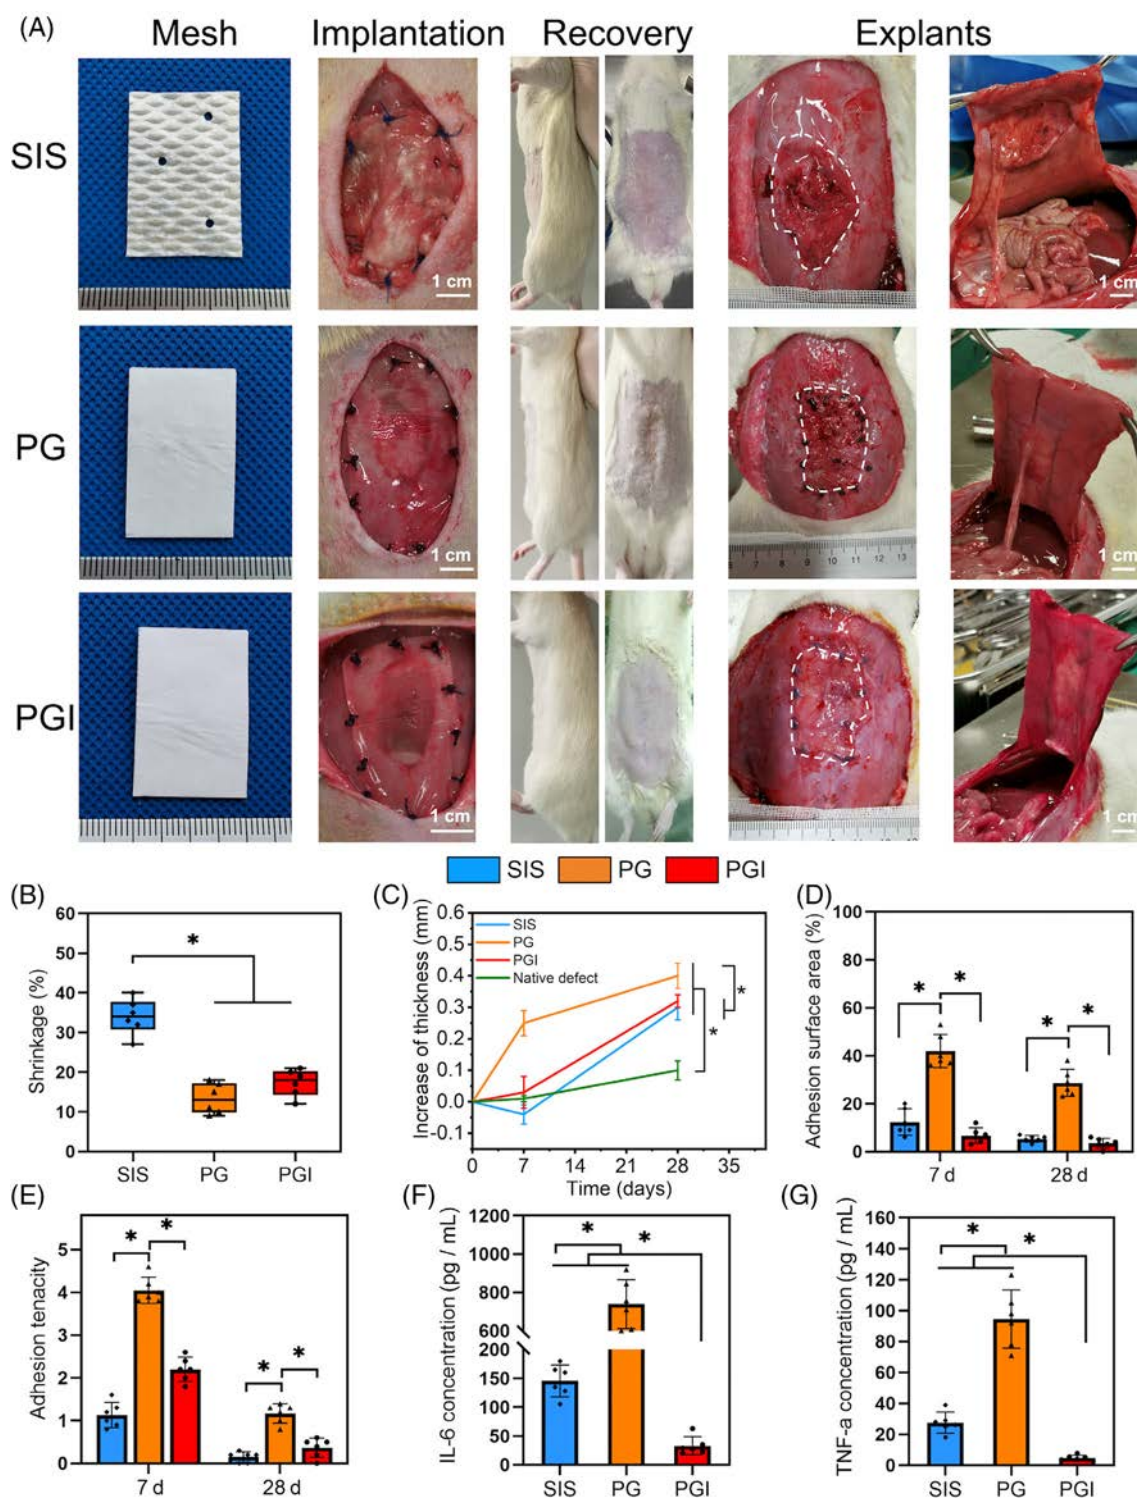 (A)
Mesh Implantation Recovery Explants
SIS
1 cm 1 cm
PG
1 cm 1 cm
PGI
1 cm 1 cm
SIS PG PGI
(B)
Shrinkage (%)
60
50
40
30
20
10
0
SIS PG PGI
*
(C)
Increase of thickness (mm)
0.6
0.5
0.4
0.3
0.2
0.1
0.0
-0.1
SIS
PG
PGI
Native defect
*
*
0 7 14 21 28 35
Time (days)
(D)
Adhesion surface area (%)
100
80
60
40
20
0
* * * *
7 d 28 d
(E)
Adhesion tenacity
5
4
3
2
1
0
* * * *
7 d 28 d
(F)
IL-6 concentration (pg / mL)
1200
1000
800
600
200
150
100
50
0
* *
SIS PG PGI
(G)
TNF-a concentration (pg / mL)
160
140
120
100
80
60
40
20
0
* *
SIS PG PGI